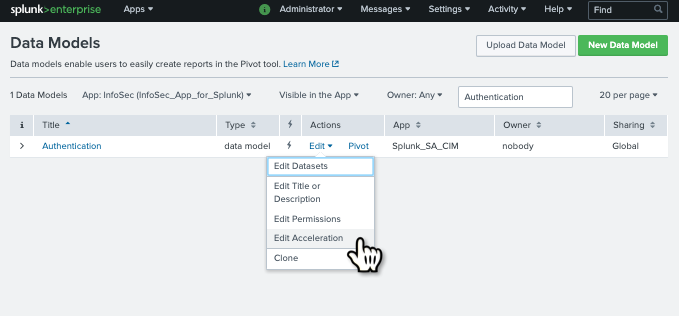 splunk>enterprise Apps Administrator Messages Settings Activity Help Find
Data Models Upload Data Model New Data Model
Data models enable users to easily create reports in the Pivot tool. Learn More
1 Data Models App: InfoSec (InfoSec_App_for_Splunk) Visible in the App Owner: Any Authentication 20 per page
i Title Type Actions App Owner Sharing
Authentication data model Edit Pivot Splunk_SA_CIM nobody Global
Edit Datasets
Edit Title or
Description
Edit Permissions
Edit Acceleration
Clone